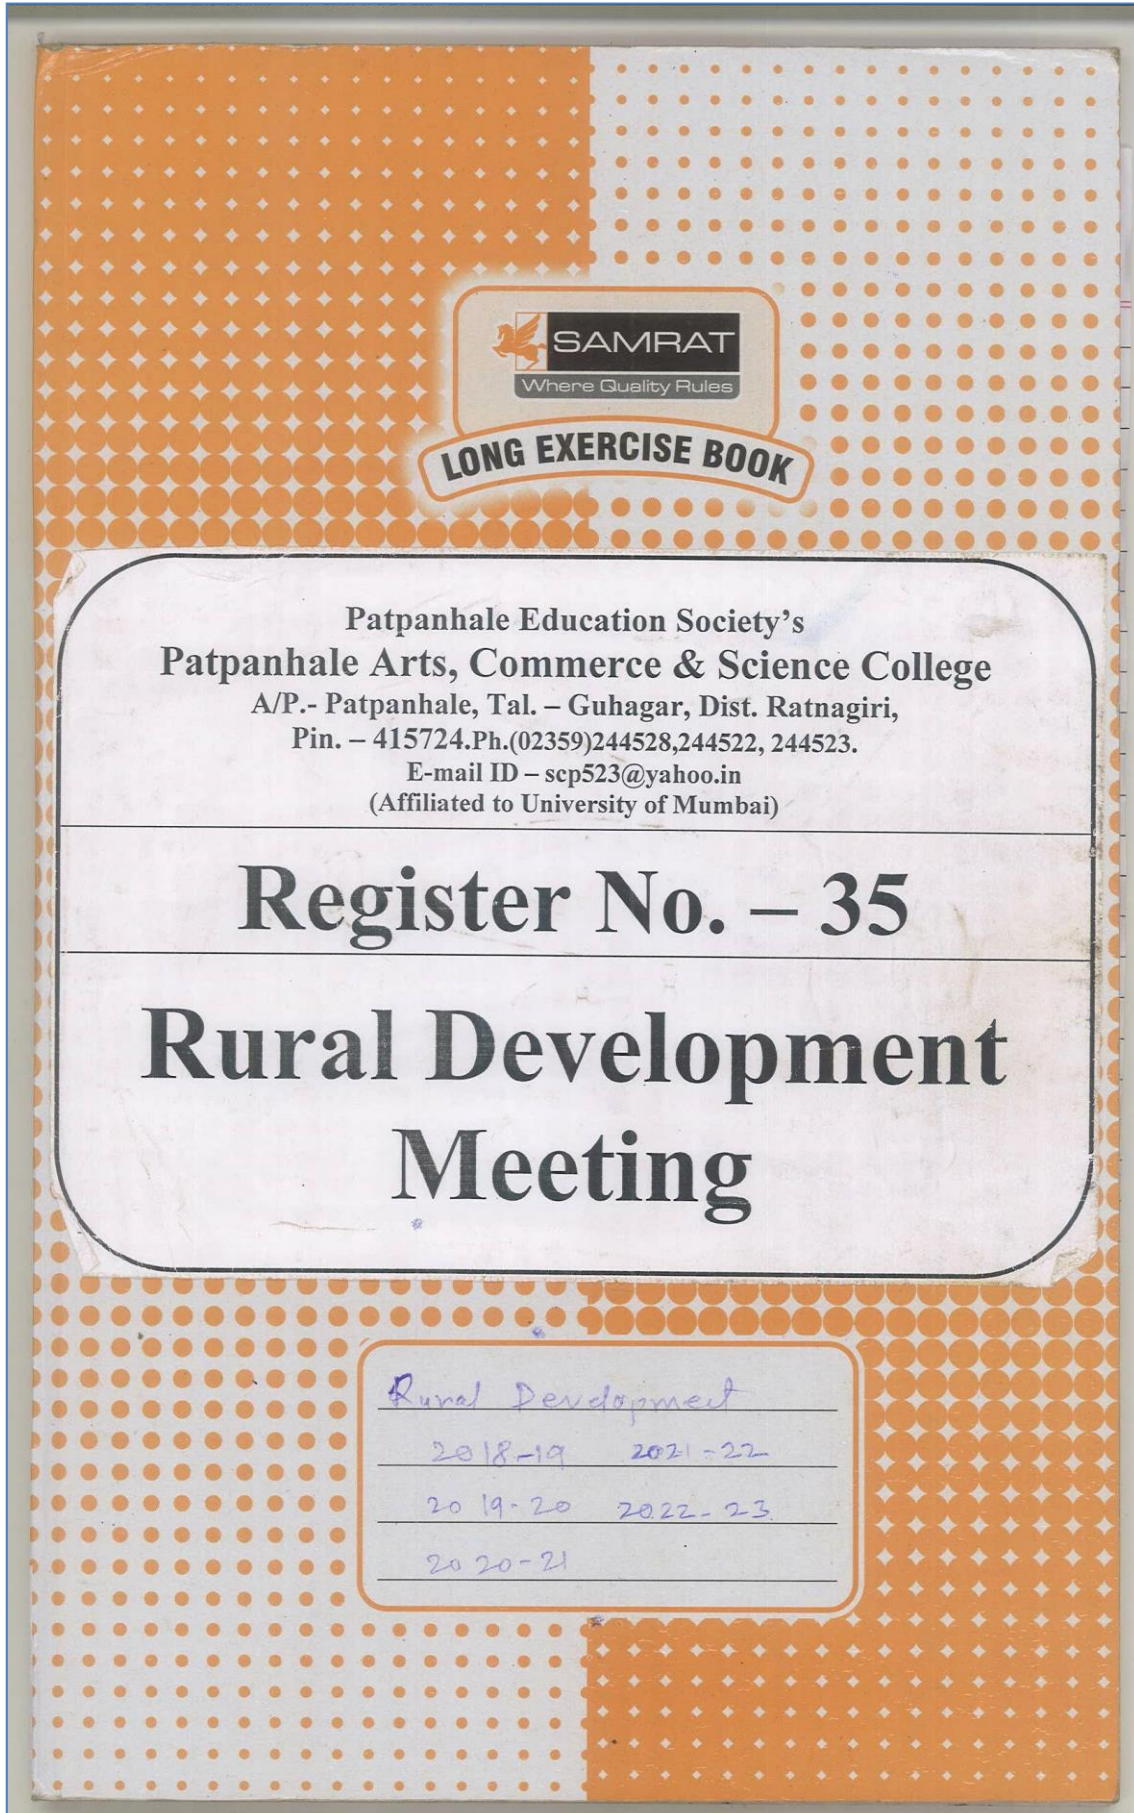 SAMRAT
Where Quality Rules
LONG EXERCISE BOOK
Patpanhale Education Society's
Patpanhale Arts, Commerce & Science College
A/P.- Patpanhale, Tal. – Guhagar, Dist. Ratnagiri,
Pin. – 415724.Ph.(02359)244528,244522, 244523.
E-mail ID – scp523@yahoo.in
(Affiliated to University of Mumbai)
Register No. – 35
Rural Development
Meeting
Rural Development
2018-19 2021-22
2019-20 2022-23
2020-21